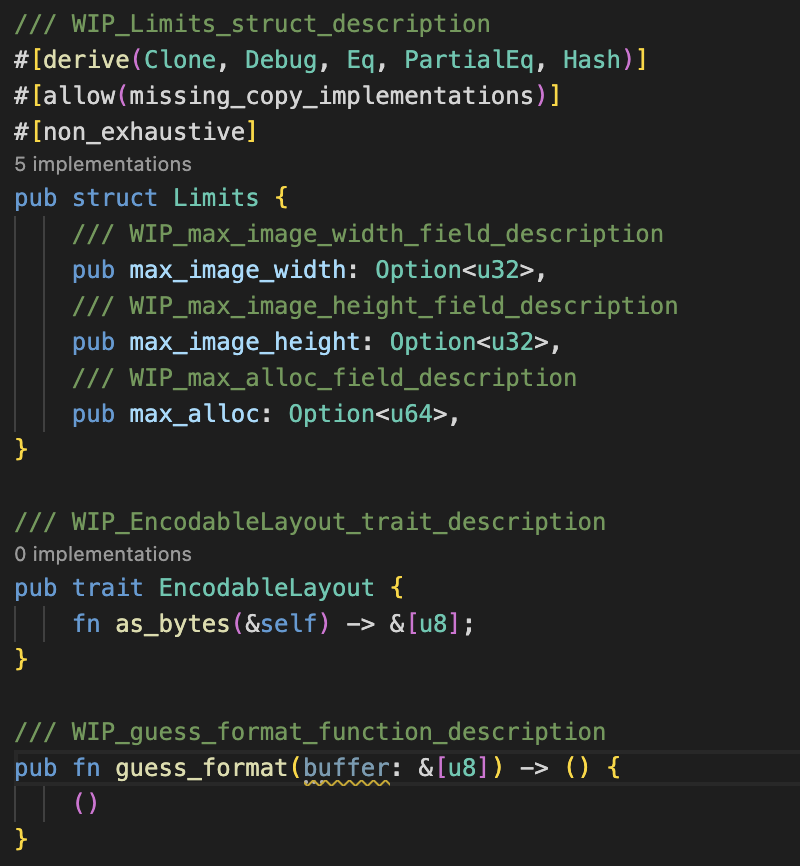 /// WIP_Limits_struct_description
#[derive(Clone, Debug, Eq, PartialEq, Hash)]
#[allow(missing_copy_implementations)]
#[non_exhaustive]
5 implementations
pub struct Limits {
    /// WIP_max_image_width_field_description
    pub max_image_width: Option<u32>,
    /// WIP_max_image_height_field_description
    pub max_image_height: Option<u32>,
    /// WIP_max_alloc_field_description
    pub max_alloc: Option<u64>,
}

/// WIP_EncodableLayout_trait_description
0 implementations
pub trait EncodableLayout {
    fn as_bytes(&self) -> &[u8];
}

/// WIP_guess_format_function_description
pub fn guess_format(buffer: &[u8]) -> () {
    ()
}